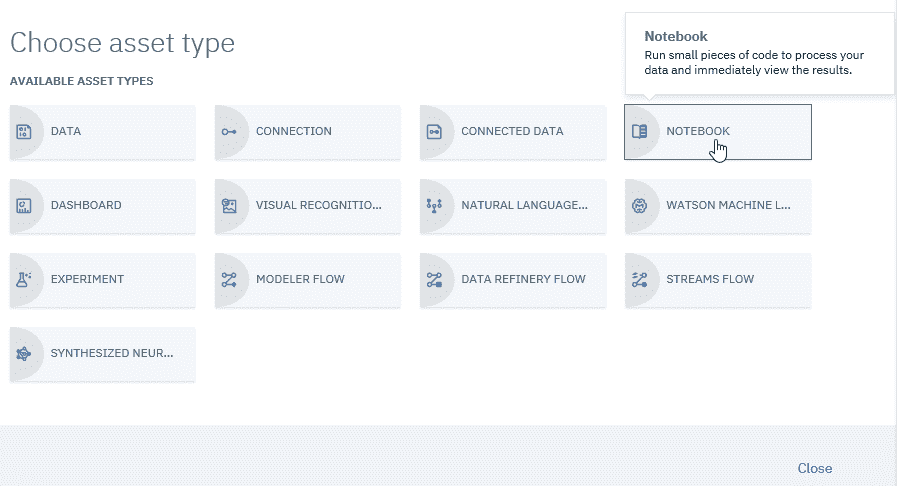 Choose asset type
Notebook
Run small pieces of code to process your
data and immediately view the results.
AVAILABLE ASSET TYPES
DATA
CONNECTION
CONNECTED DATA
NOTEBOOK
DASHBOARD
VISUAL RECOGNITIO...
NATURAL LANGUAGE...
WATSON MACHINE L...
EXPERIMENT
MODELER FLOW
DATA REFINERY FLOW
STREAMS FLOW
SYNTHESIZED NEUR...
Close